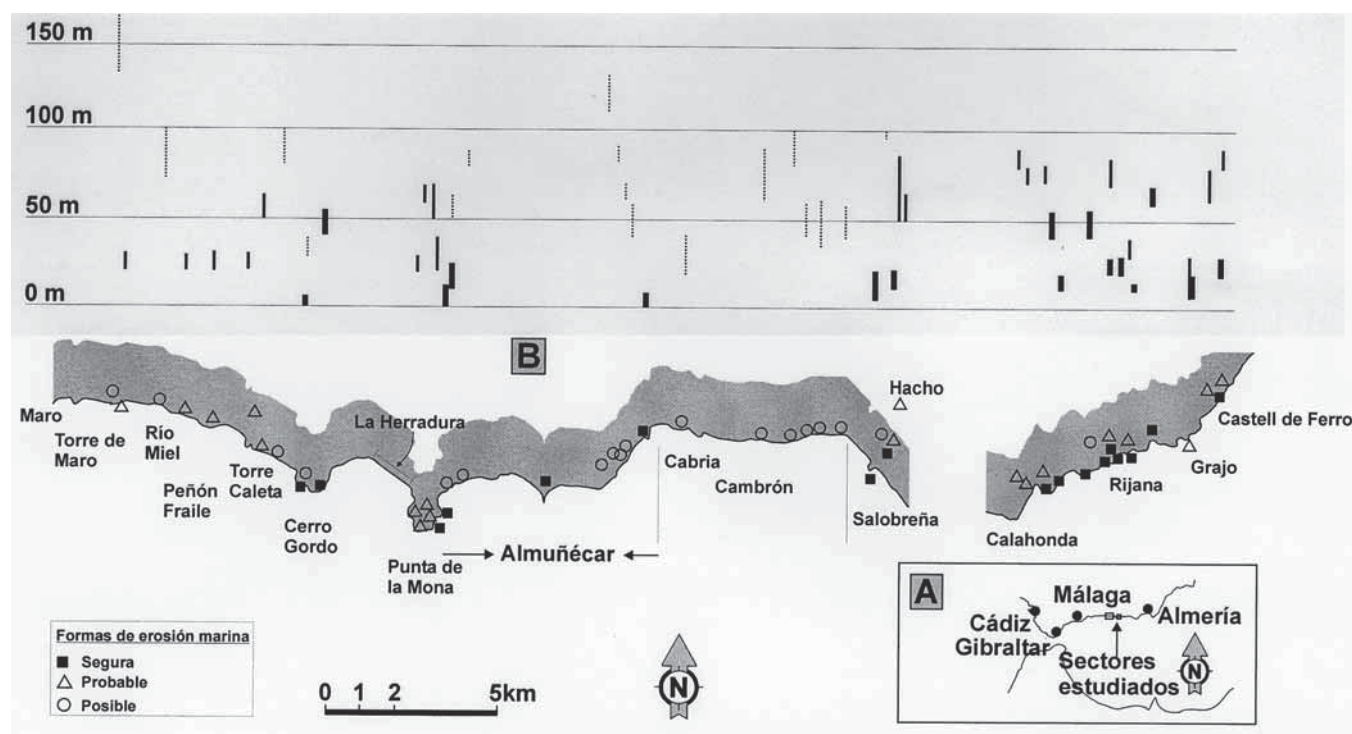 150 m
100 m
50 m
0 m
B
Maro
Torre de
Maro
Río
Miel
Peñón
Fraile
Torre
Caleta
Cerro
Gordo
La Herradura
Punta de
la Mona
Almuñécar
Cabria
Cambrón
Hacho
Salobreña
Calahonda
Rijana
Grajo
Castell de Ferro
Formas de erosión marina
Segura
Probable
Posible
0 1 2 5km
N
A
Málaga
Cádiz
Gibraltar
Almería
Sectores
estudiados
N